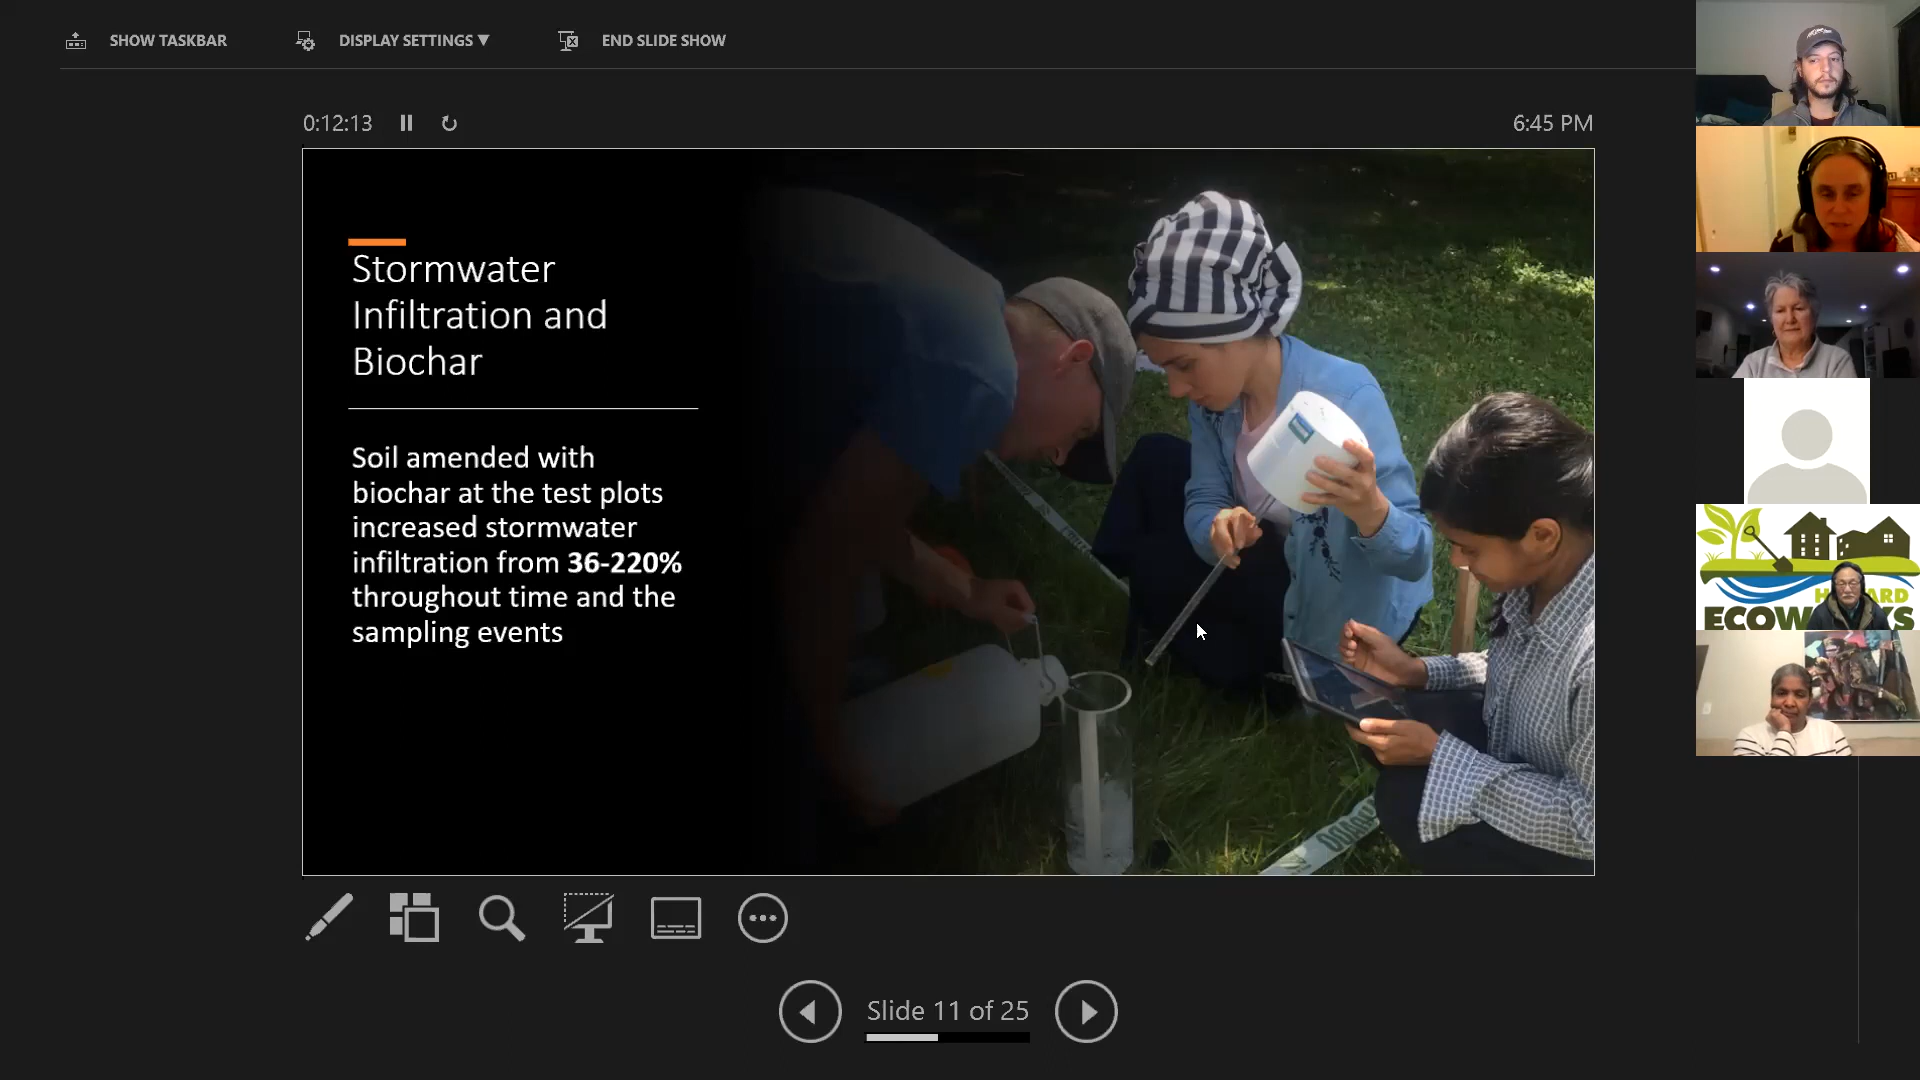 SHOW TASKBAR
DISPLAY SETTINGS ▼
END SLIDE SHOW
0:12:13
6:45 PM
Stormwater
Infiltration and
Biochar
Soil amended with
biochar at the test plots
increased stormwater
infiltration from 36-220%
throughout time and the
sampling events
Slide 11 of 25